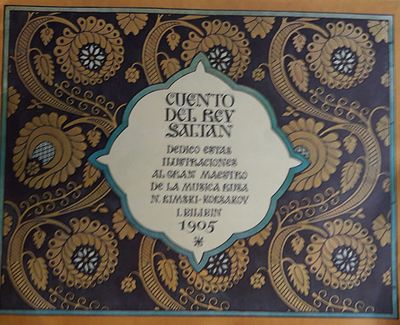 CUENTO
DEL REY
SALTAN
DEDICO ESTAS
ILUSTRACIONES
AL GRAN MAESTRO
DE LA MUSICA RUSA
N. RIMSKI-KORSAKOV
I. BILIBIN
1905